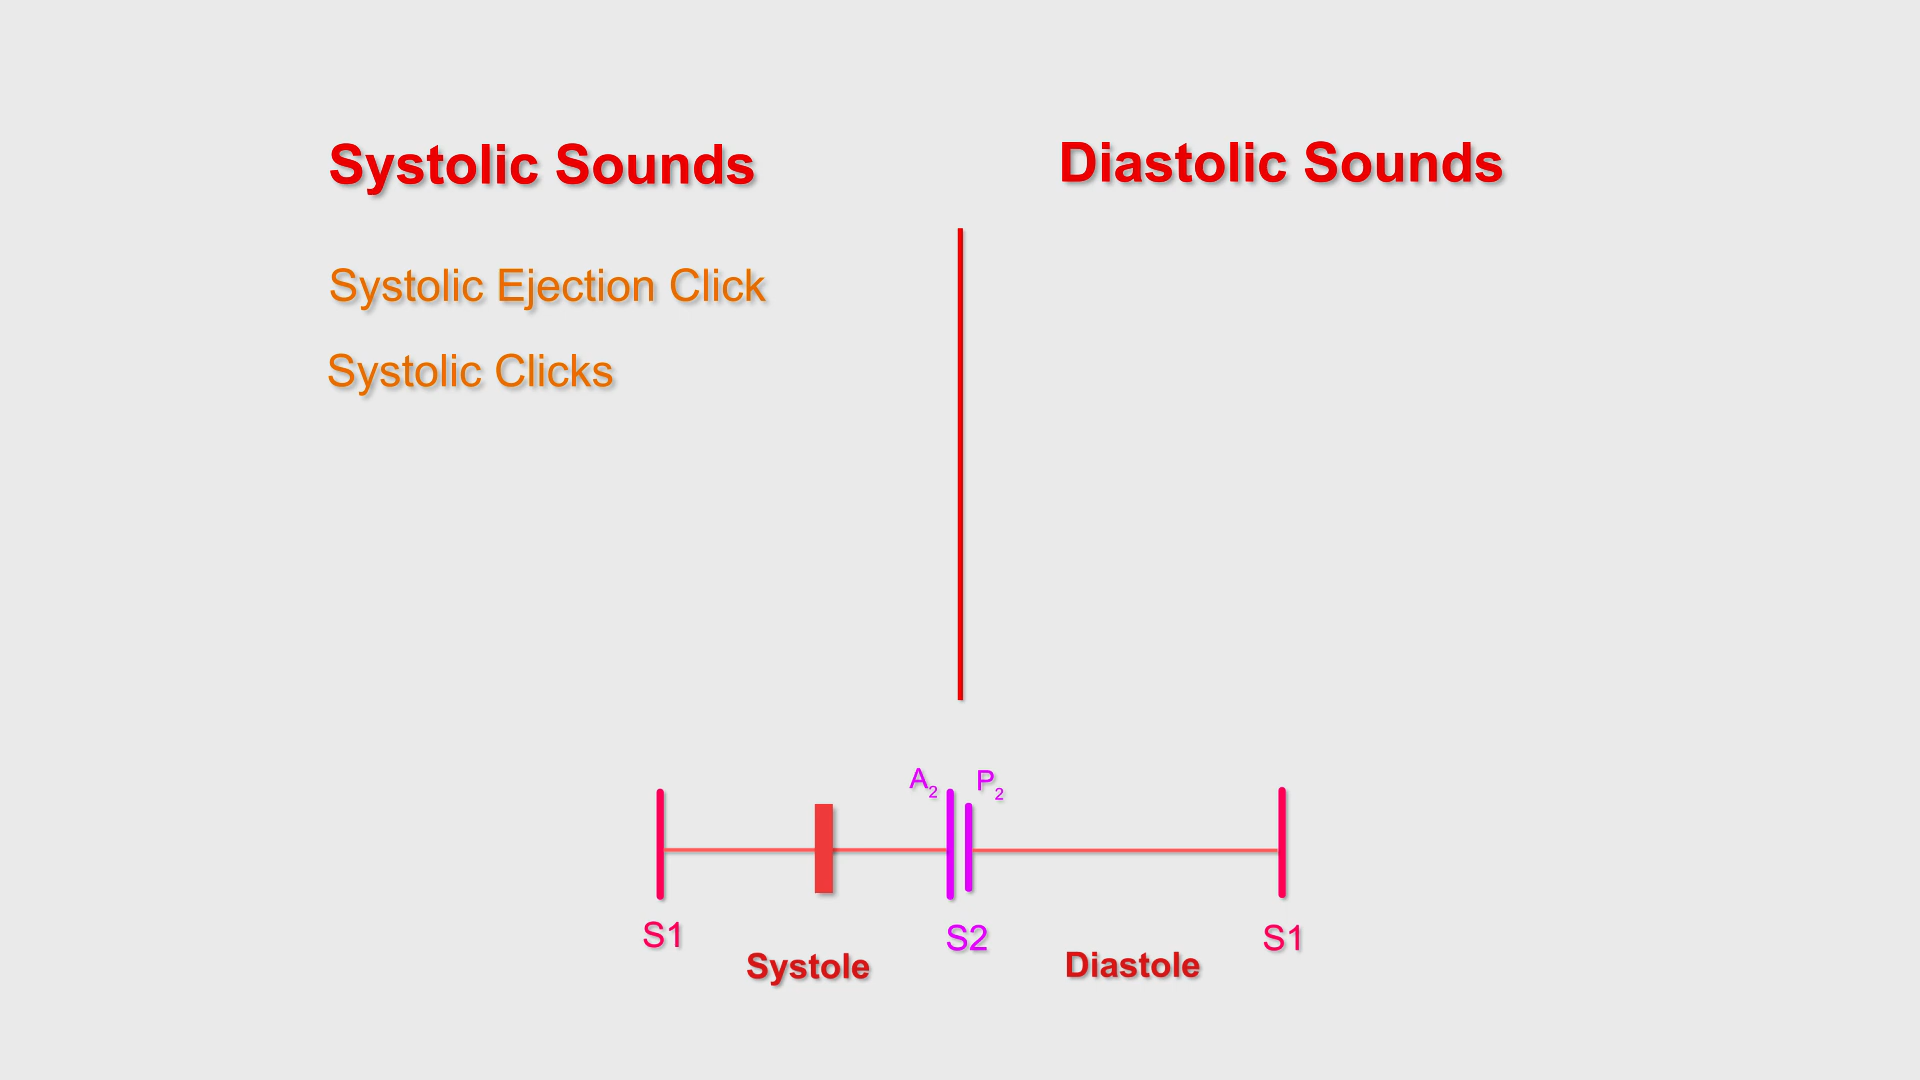 Systolic Sounds
Diastolic Sounds
Systolic Ejection Click
Systolic Clicks
A2 P2
S1 S2 S1
Systole Diastole